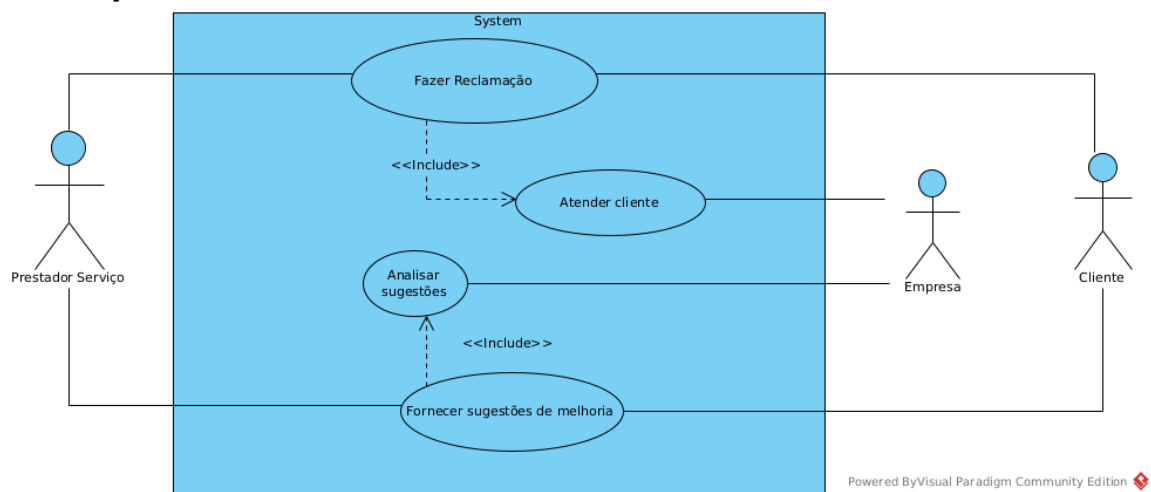 System
Fazer Reclamação
<<Include>>
Atender cliente
Prestador Serviço
Analisar
sugestões
Empresa
Cliente
<<Include>>
Fornecer sugestões de melhoria
Powered ByVisual Paradigm Community Edition